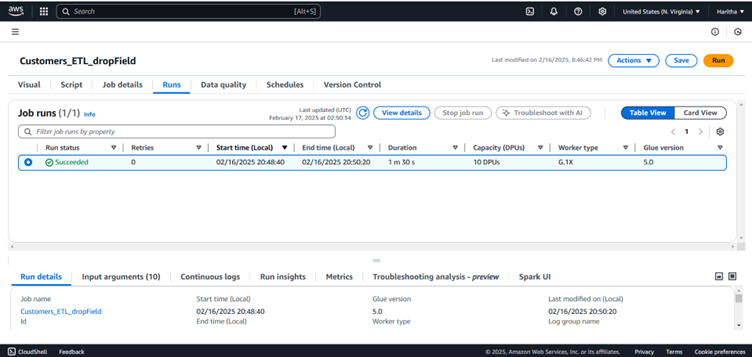 aws Search [Alt+S] United States (N. Virginia) Haritha
Customers_ETL_dropField Last modified on 2/16/2025, 8:46:42 PM Actions Save Run
Visual Script Job details Runs Data quality Schedules Version Control
Job runs (1/1) Info Last updated (UTC) February 17, 2025 at 02:50:34 View details Stop job run Troubleshoot with AI Table View Card View
Filter job runs by property 1
Run status Retries Start time (Local) End time (Local) Duration Capacity (DPUs) Worker type Glue version
Succeeded 0 02/16/2025 20:48:40 02/16/2025 20:50:20 1 m 30 s 10 DPUs G.1X 5.0
Run details Input arguments (10) Continuous logs Run insights Metrics Troubleshooting analysis - preview Spark UI
Job name Start time (Local) Glue version Last modified on (Local)
Customers_ETL_dropField 02/16/2025 20:48:40 5.0 02/16/2025 20:50:20
Id End time (Local) Worker type Log group name
CloudShell Feedback © 2025, Amazon Web Services, Inc. or its affiliates. Privacy Terms Cookie preferences